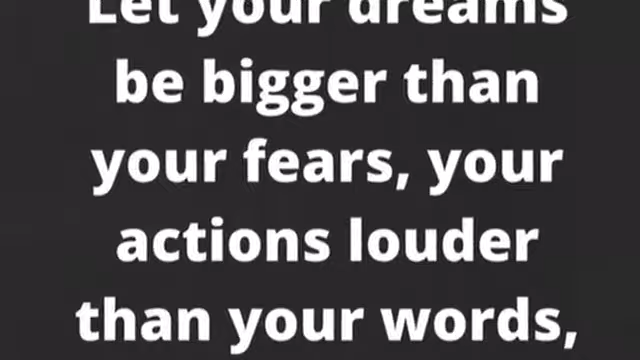 Let your dreams
be bigger than
your fears, your
actions louder
than your words,